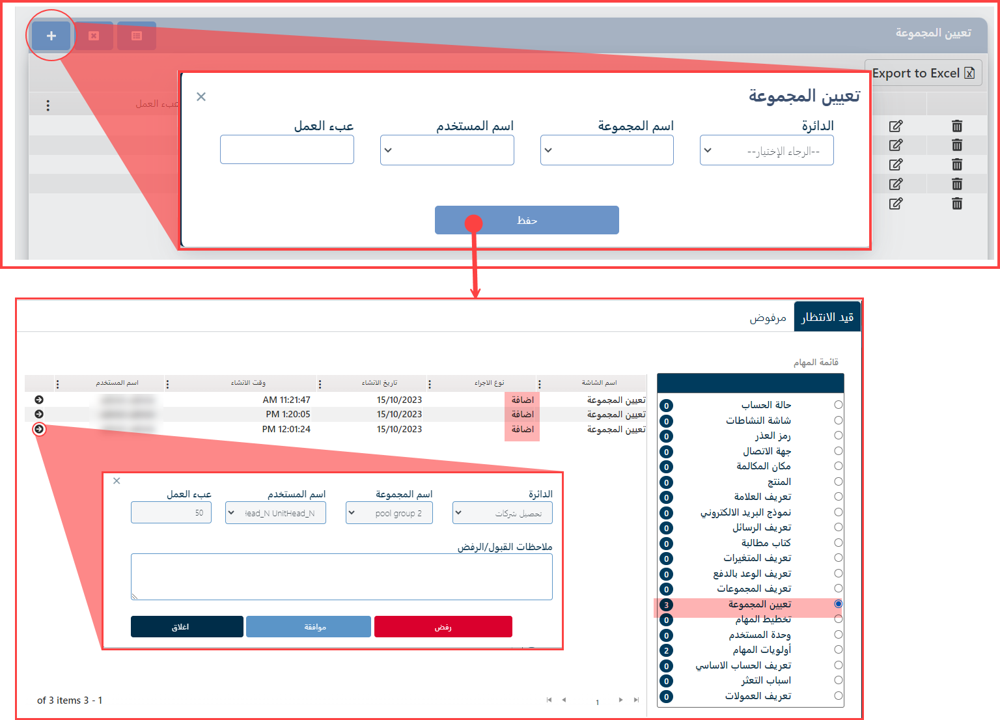 تعيين المجموعة
Export to Excel
عبء العمل
تعيين المجموعة
الدائرة
اسم المجموعة
اسم المستخدم
عبء العمل
--الرجاء الإختيار--
حفظ
قيد الانتظار
مرفوض
قائمة المهام
اسم الشاشة
نوع الاجراء
تاريخ الانشاء
وقت الانشاء
اسم المستخدم
تعيين المجموعة اضافة 15/10/2023 AM 11:21:47
تعيين المجموعة اضافة 15/10/2023 PM 1:20:05
تعيين المجموعة اضافة 15/10/2023 PM 12:01:24
حالة الحساب 0
شاشة النشاطات 0
رمز العذر 0
جهة الاتصال 0
مكان المكالمة 0
المنتج 0
تعريف العلامة 0
نموذج البريد الالكتروني 0
تعريف الرسائل 0
كتاب مطالبة 0
تعريف المتغيرات 0
تعريف الوعد بالدفع 0
تعريف المجموعات 0
تعيين المجموعة 3
تخطيط المهام 0
وحدة المستخدم 0
أولويات المهام 2
تعريف الحساب الاساسي 0
اسباب التعثر 0
تعريف العمولات 0
الدائرة
اسم المجموعة
اسم المستخدم
عبء العمل
تحصيل شركات
pool group 2
Head_N UnitHead_N
50
ملاحظات القبول/الرفض
رفض
موافقة
اغلاق
of 3 items 3 - 1
1